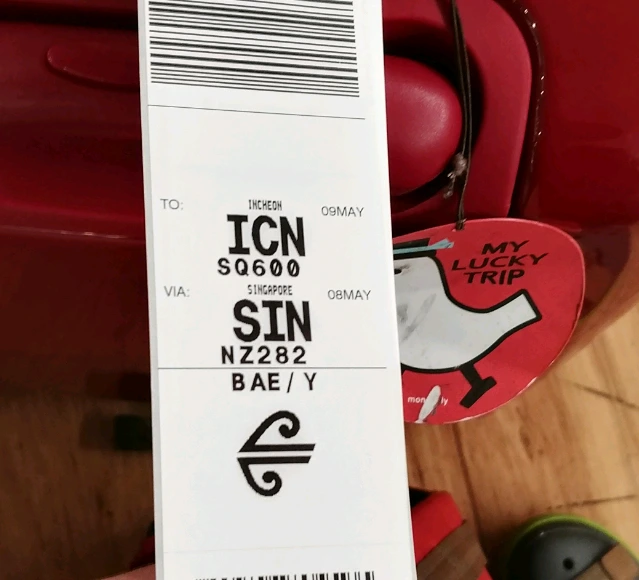 TO:
INCHEON
09MAY
ICN
SQ600
VIA:
SINGAPORE
08MAY
SIN
NZ282
BAE/Y
MY
LUCKY
TRIP